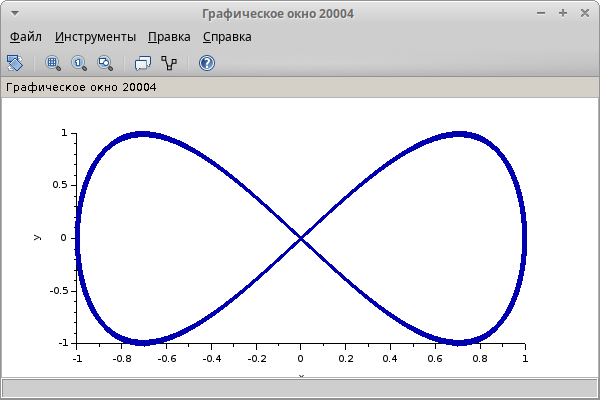 Графическое окно 20004
Файл Инструменты Правка Справка
Графическое окно 20004
1
0.5
0
-0.5
-1
y
-1 -0.8 -0.6 -0.4 -0.2 0 0.2 0.4 0.6 0.8 1